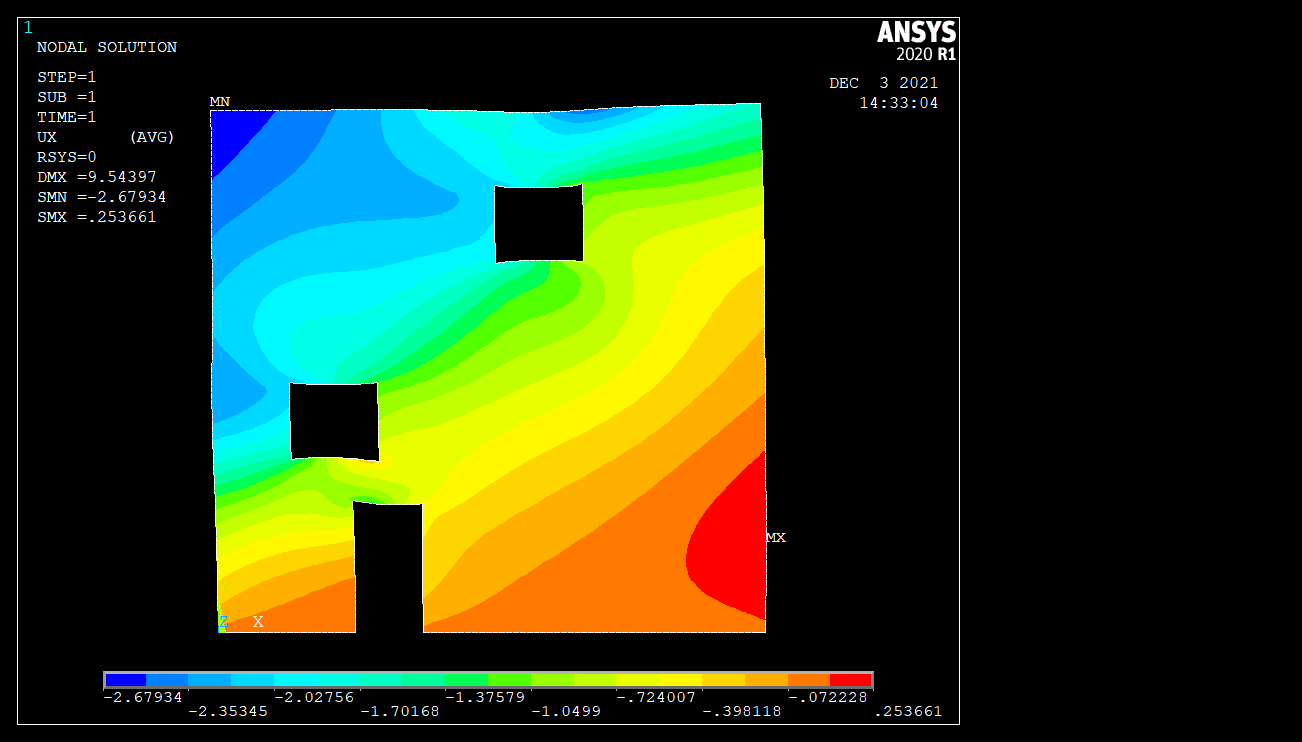 1
NODAL SOLUTION
STEP=1
SUB =1
TIME=1
UX (AVG)
RSYS=0
DMX =9.54397
SMN =-2.67934
SMX =.253661
ANSYS
2020 R1
DEC 3 2021
14:33:04
MN
MX
Z X
-2.67934 -2.02756 -1.37579 -.724007 -.072228
-2.35345 -1.70168 -1.0499 -.398118 .253661